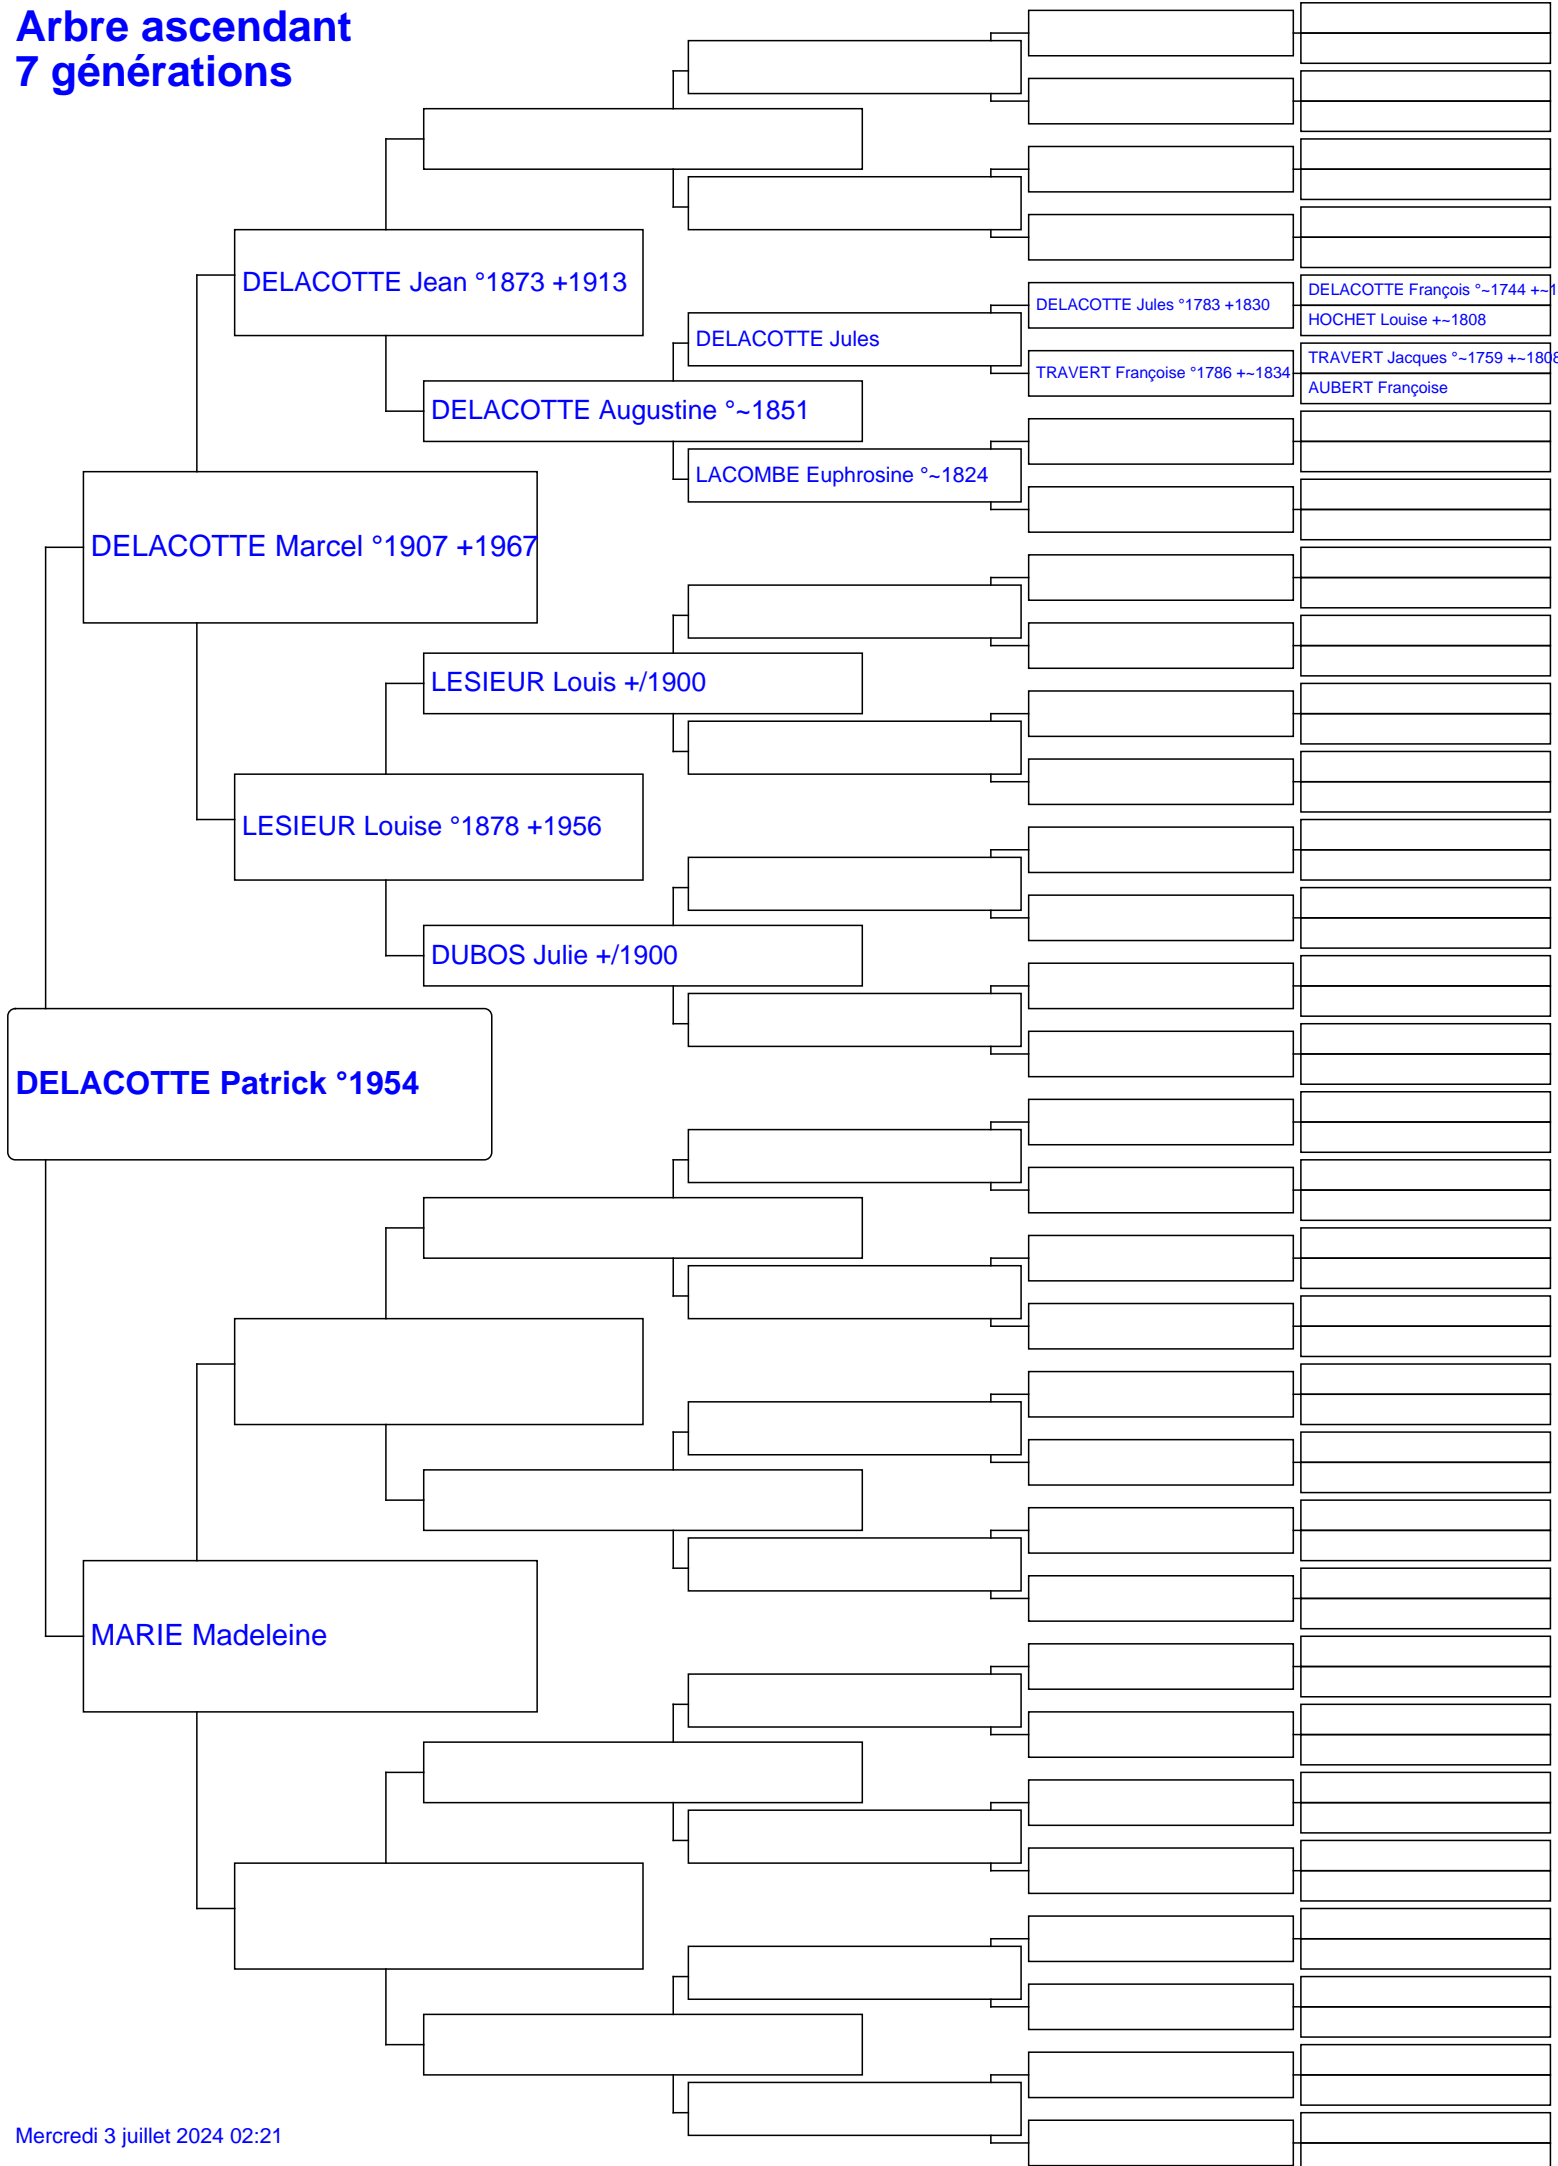 Arbre ascendant
7 générations
DELACOTTE François °~1744 +~1
DELACOTTE Jean °1873 +1913
DELACOTTE Jules °1783 +1830
HOCHET Louise +~1808
DELACOTTE Jules
TRAVERT Jacques °~1759 +~1808
TRAVERT Françoise °1786 +~1834
AUBERT Françoise
DELACOTTE Augustine °~1851
LACOMBE Euphrosine °~1824
DELACOTTE Marcel °1907 +1967
LESIEUR Louis +/1900
LESIEUR Louise °1878 +1956
DUBOS Julie +/1900
DELACOTTE Patrick °1954
MARIE Madeleine
Mercredi 3 juillet 2024 02:21